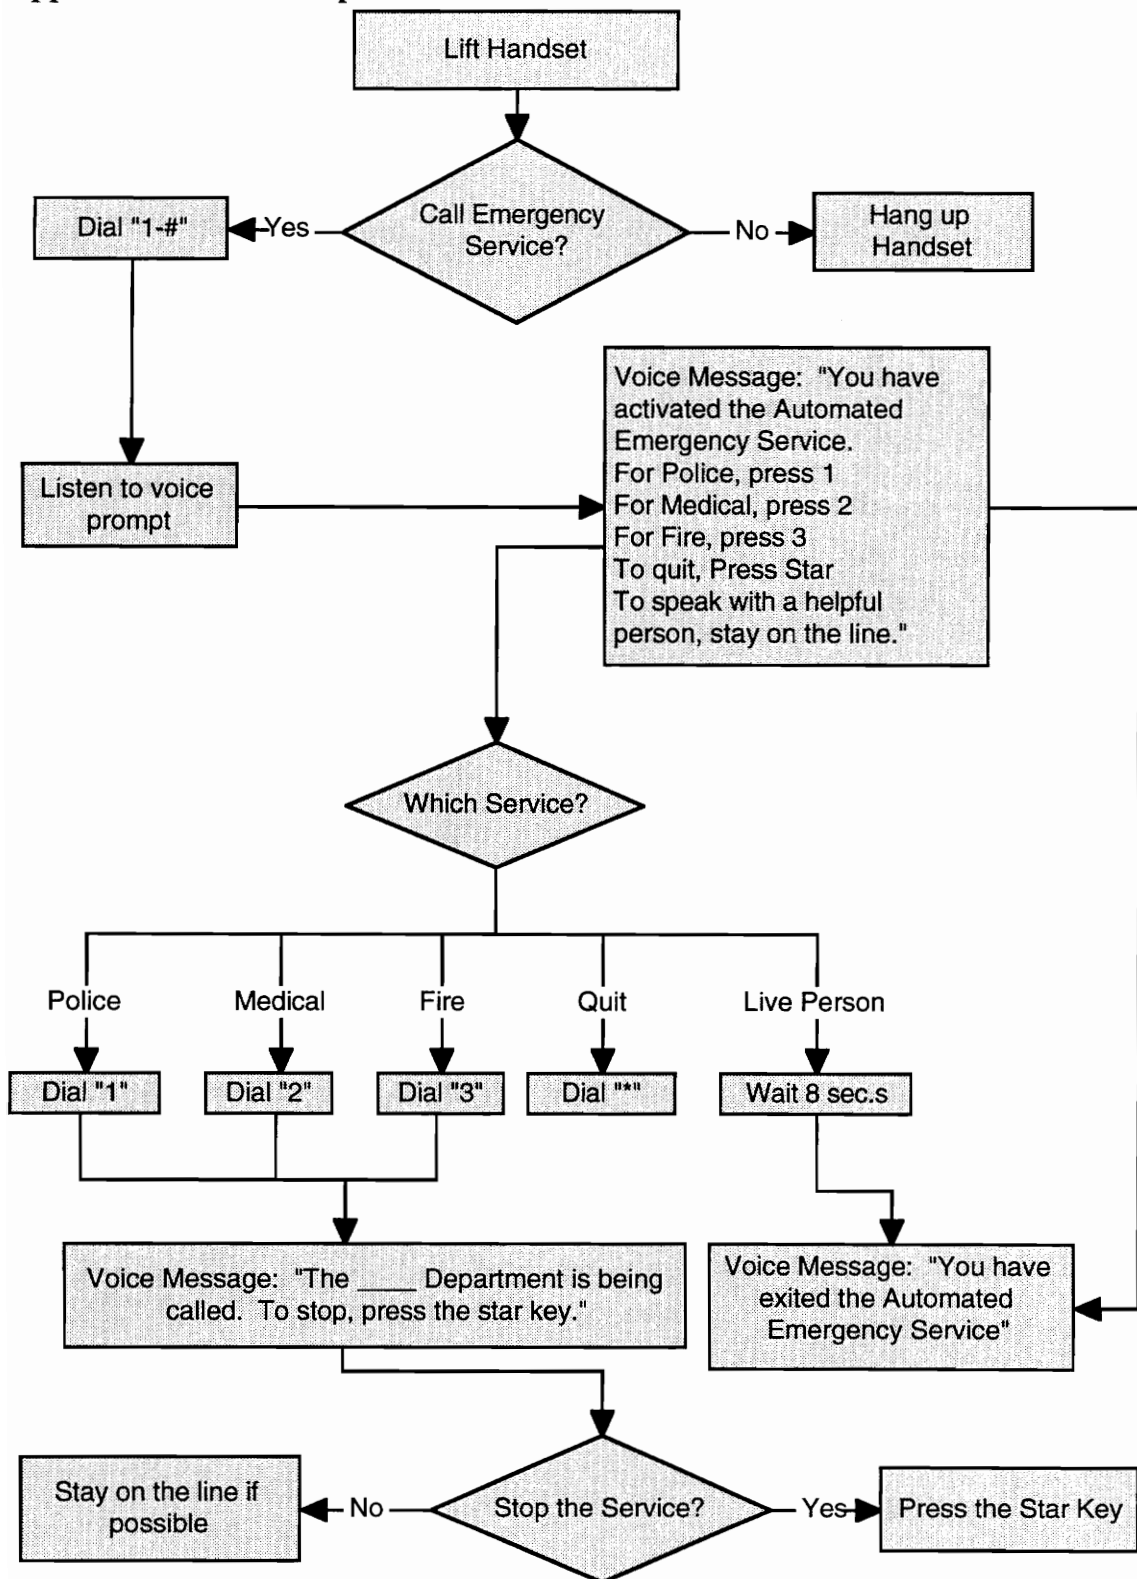 Lift Handset
Call Emergency
Service?
Yes
Dial "1-#"
No
Hang up
Handset
Listen to voice
prompt
Voice Message:  "You have
activated the Automated
Emergency Service.
For Police, press 1
For Medical, press 2
For Fire, press 3
To quit, Press Star
To speak with a helpful
person, stay on the line."
Which Service?
Police
Medical
Fire
Quit
Live Person
Dial "1"
Dial "2"
Dial "3"
Dial "*"
Wait 8 sec.s
Voice Message:  "The ____ Department is being
called.  To stop, press the star key."
Voice Message:  "You have
exited the Automated
Emergency Service"
Stop the Service?
No
Stay on the line if
possible
Yes
Press the Star Key